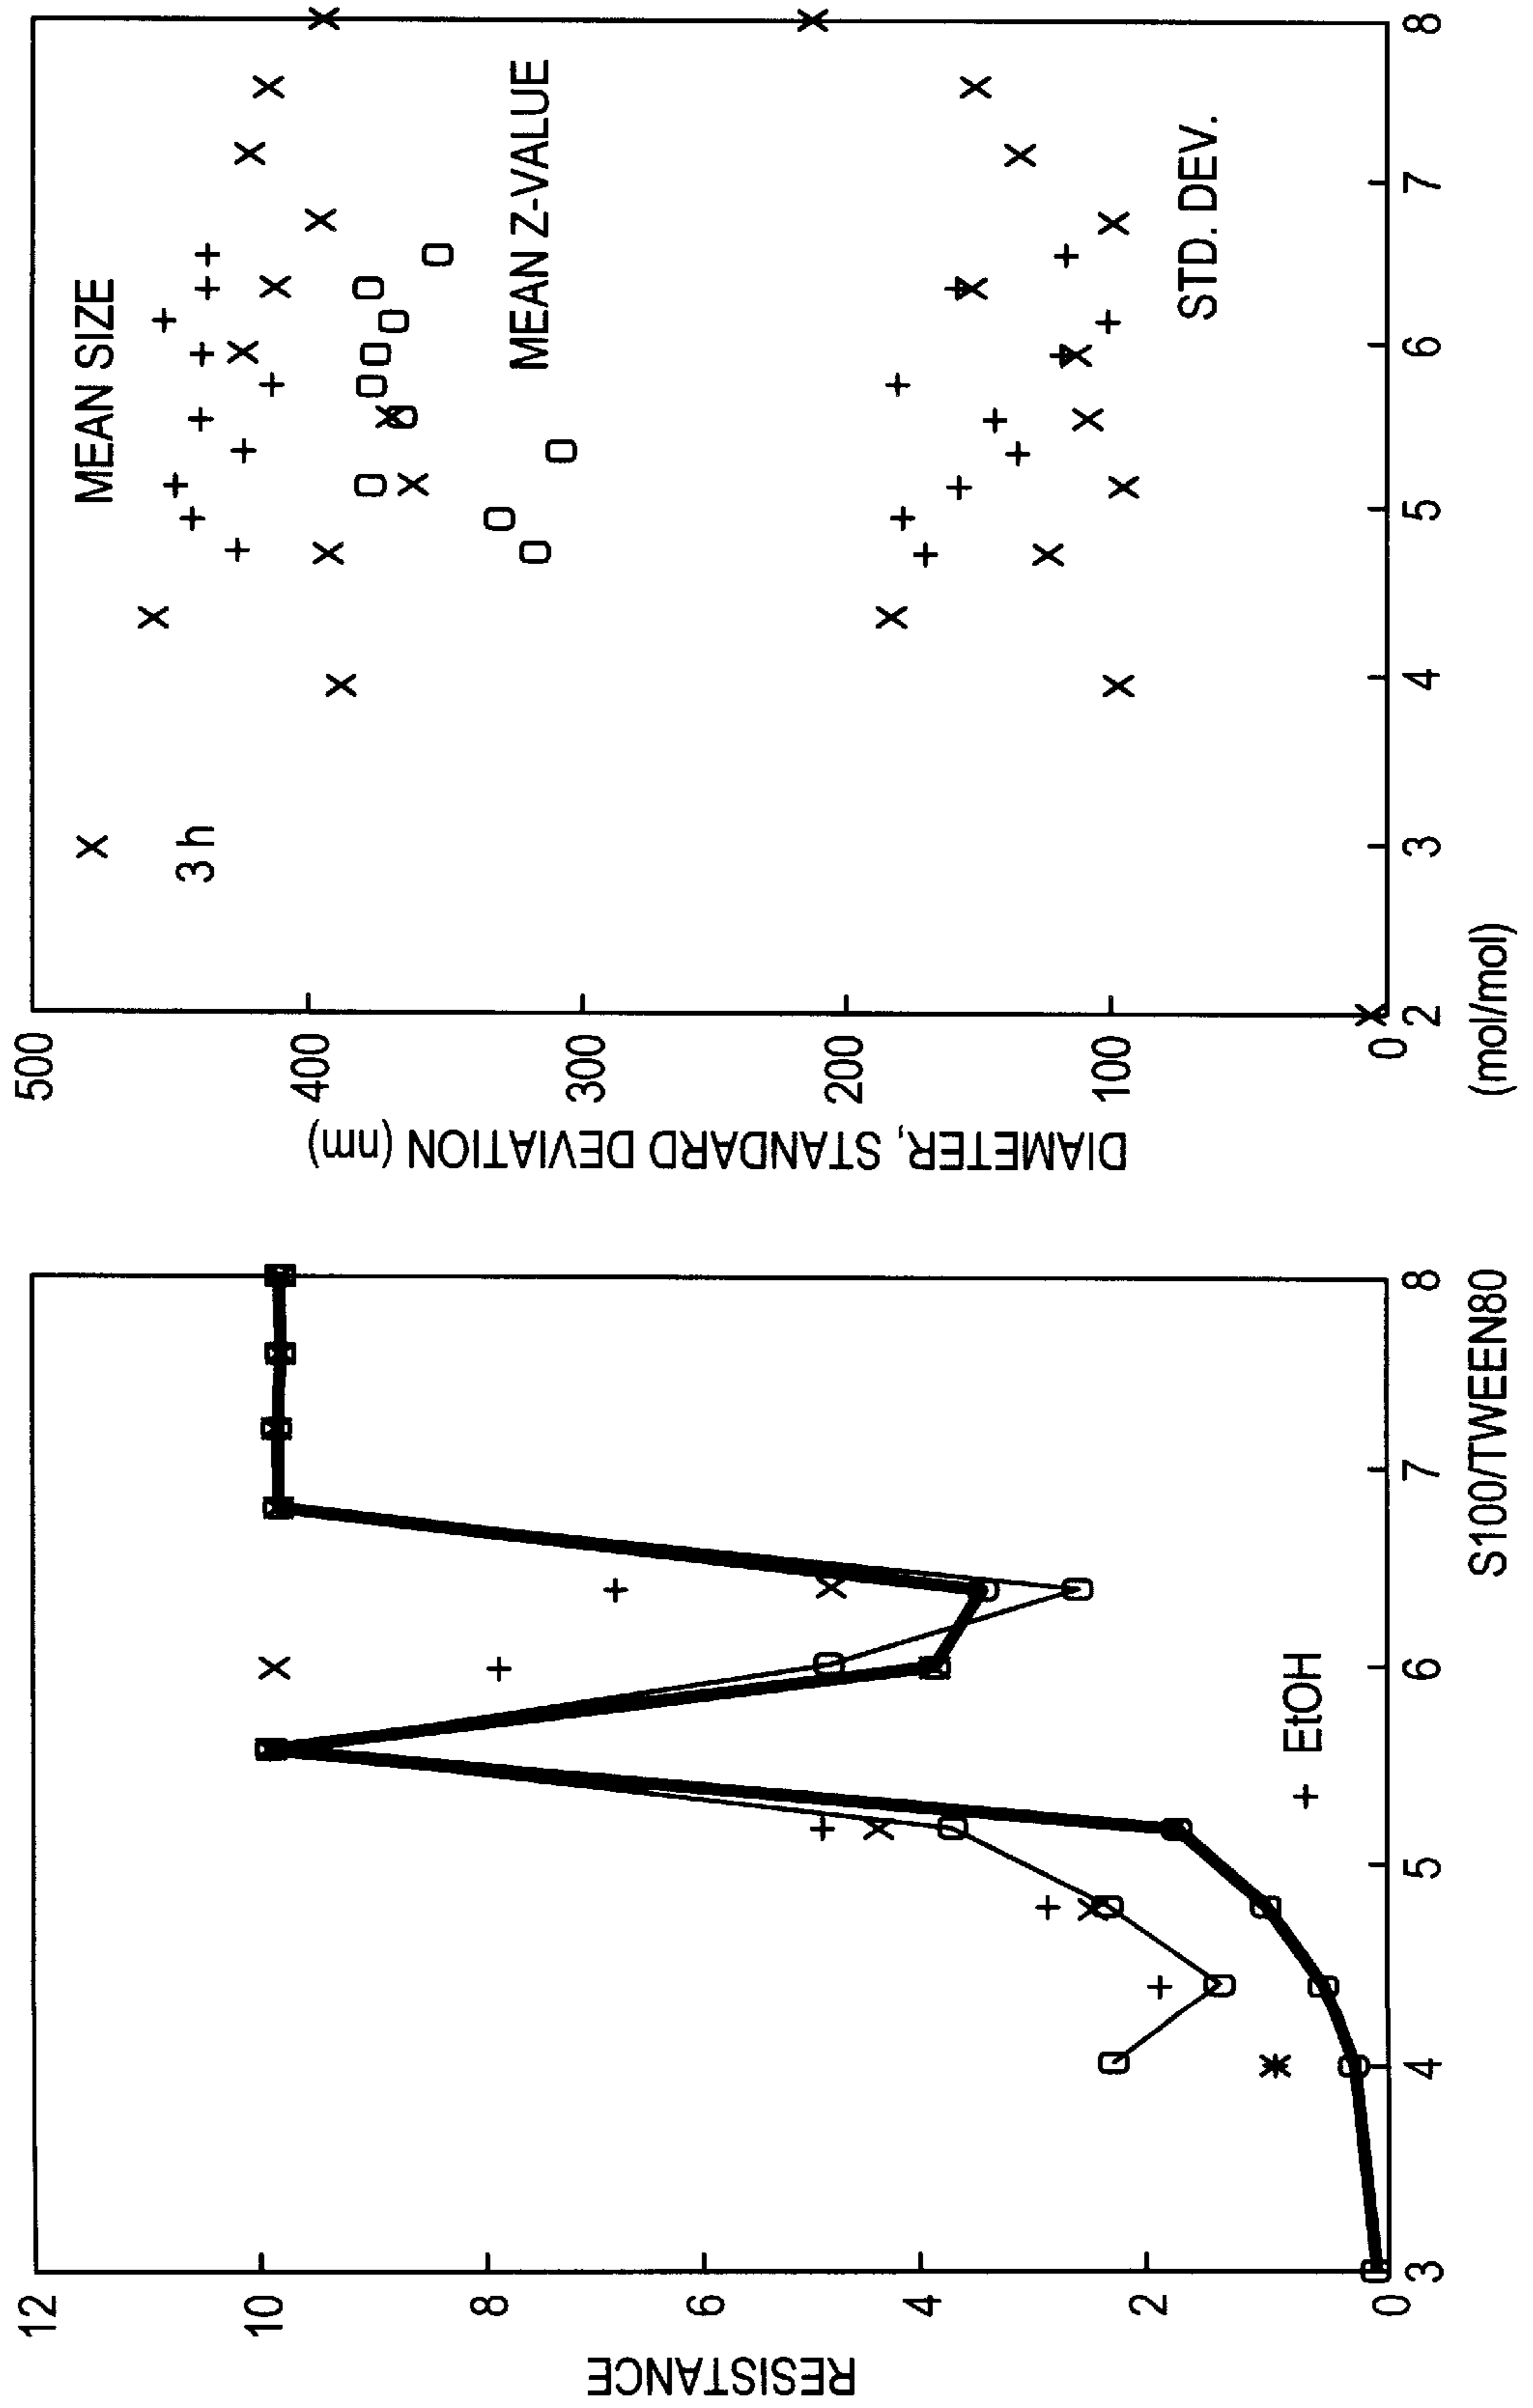 RESISTANCE
12
10
8
6
4
2
0
3
4
5
6
7
8
S100/TWEEN80
+ EtOH
DIAMETER, STANDARD DEVIATION (nm)
500
400
300
200
100
0
2
3
4
5
6
7
8
(mol/mol)
3 h
MEAN SIZE
MEAN Z-VALUE
STD. DEV.